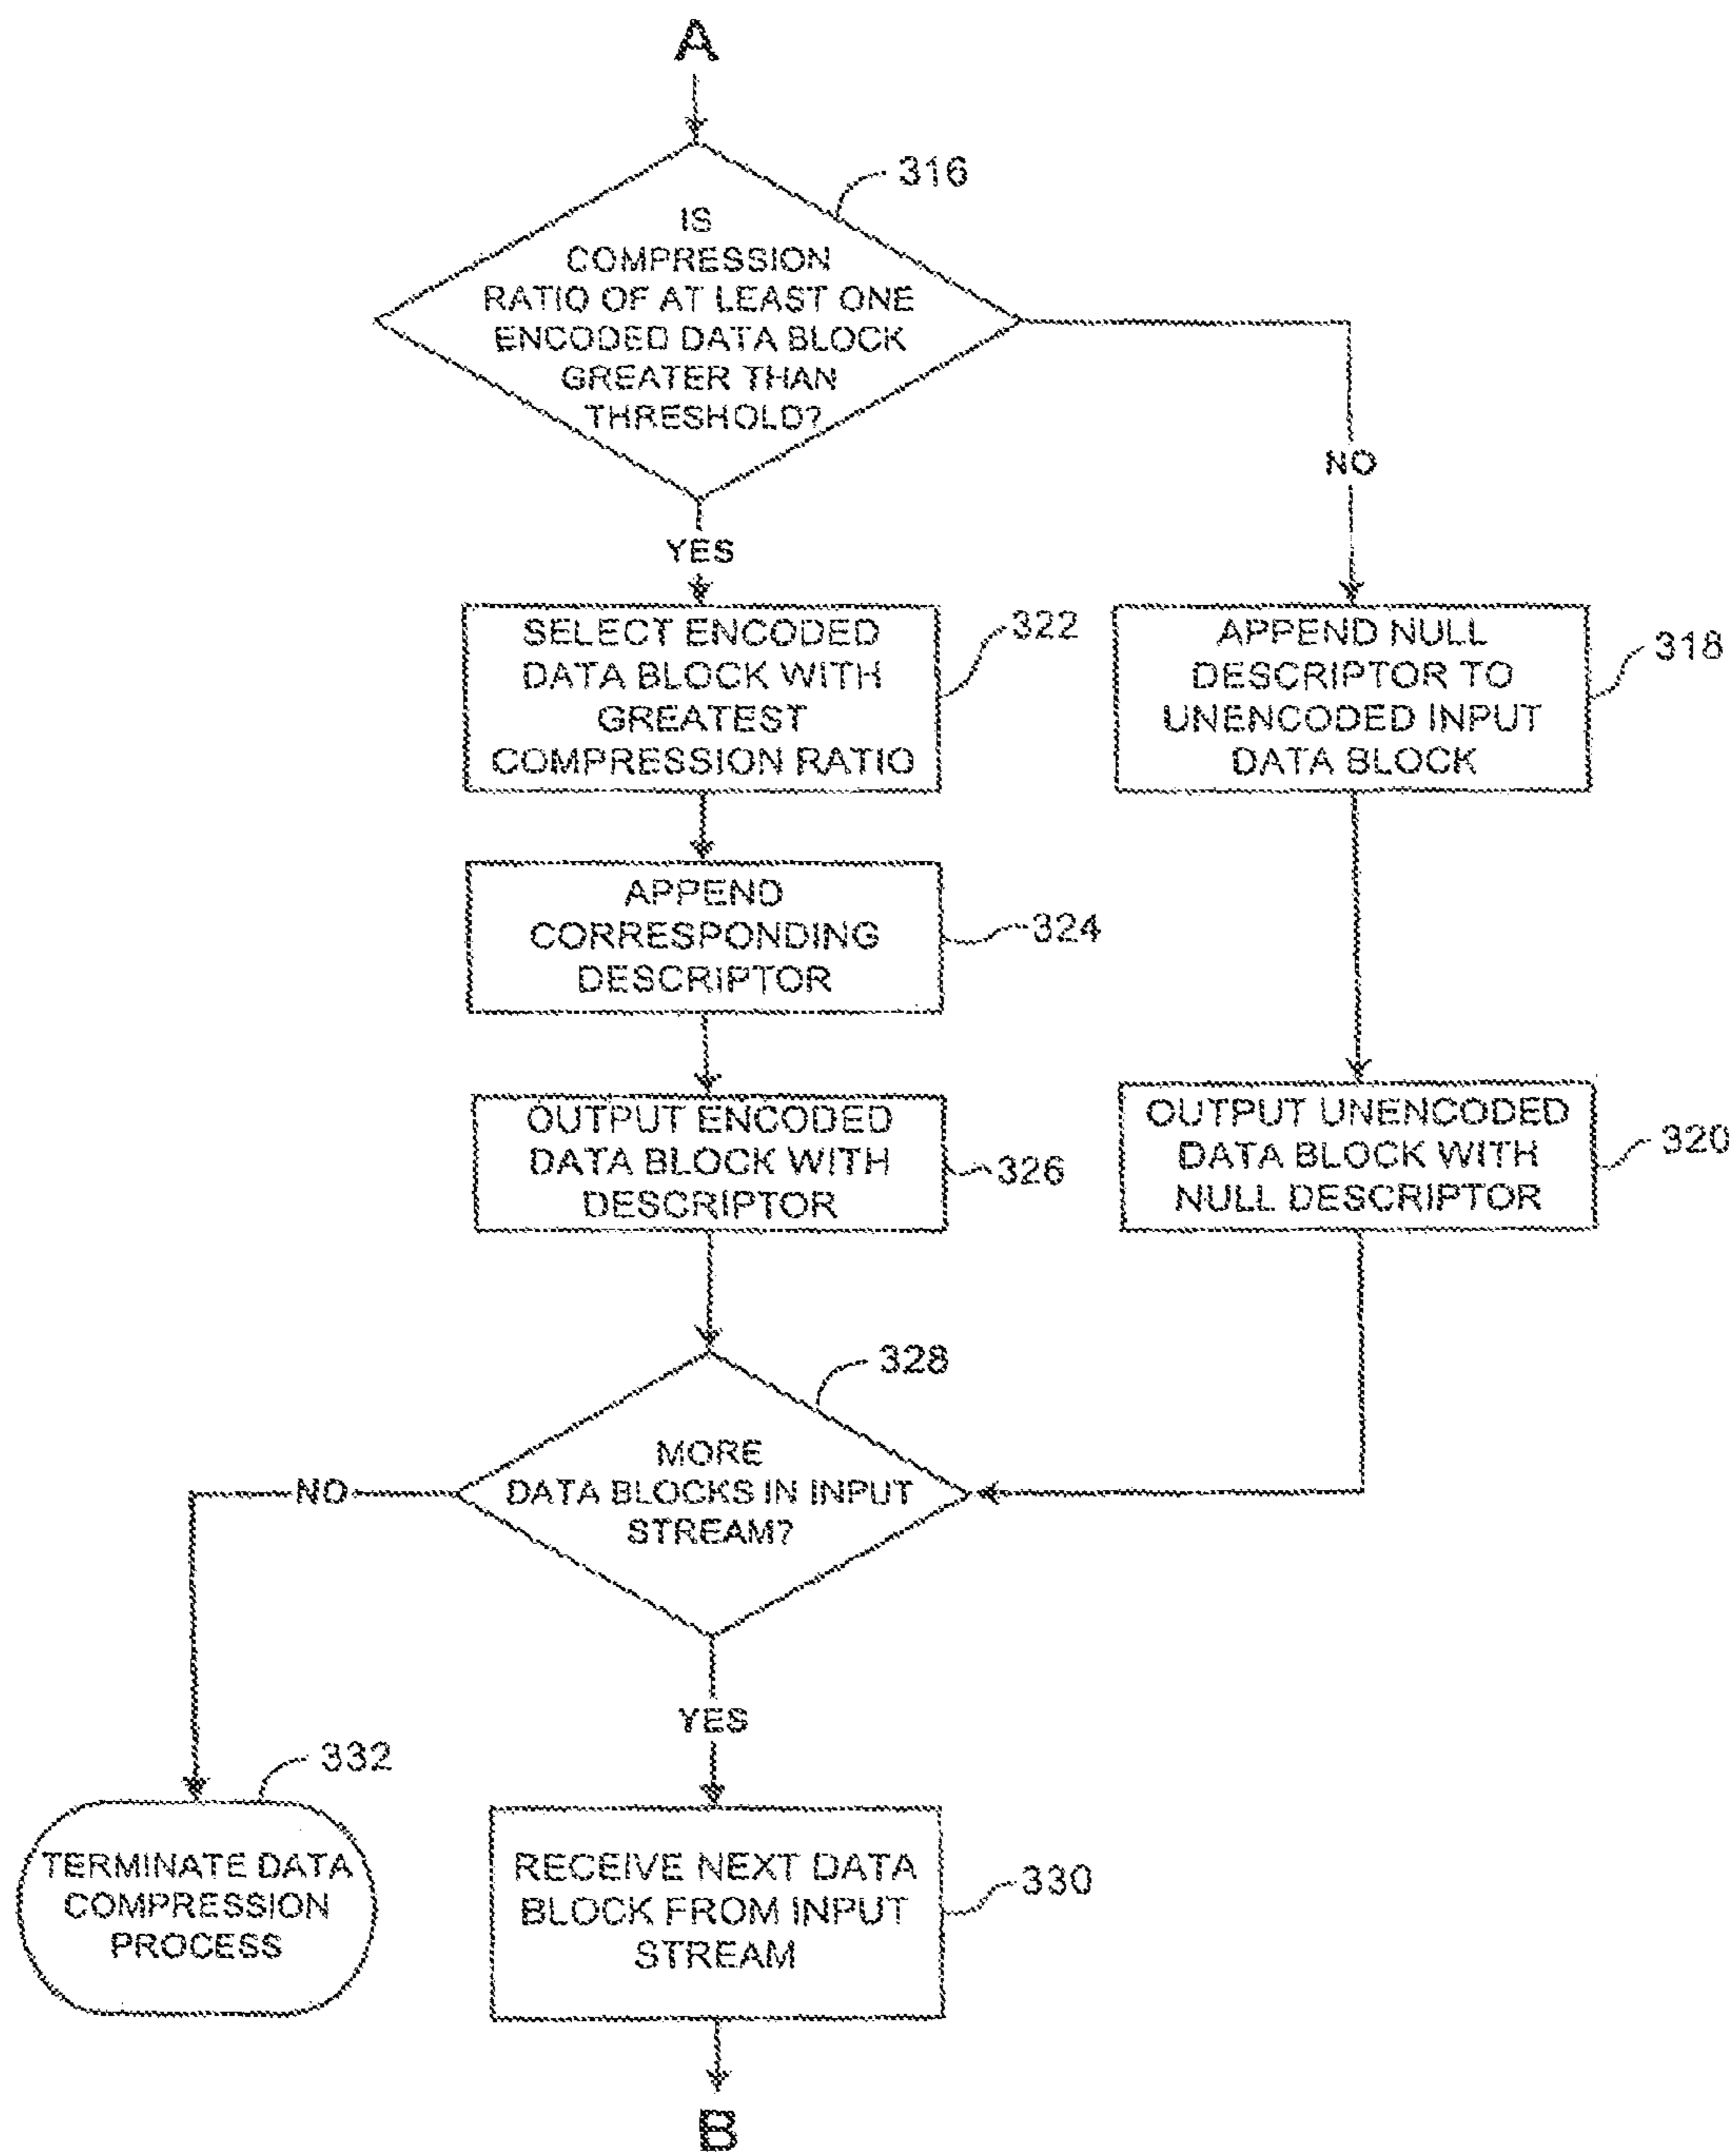 A
316
IS
COMPRESSION
RATIO OF AT LEAST ONE
ENCODED DATA BLOCK
GREATER THAN
THRESHOLD?
NO
YES
SELECT ENCODED
DATA BLOCK WITH
GREATEST
COMPRESSION RATIO
322
APPEND NULL
DESCRIPTOR TO
UNENCODED INPUT
DATA BLOCK
318
APPEND
CORRESPONDING
DESCRIPTOR
324
OUTPUT ENCODED
DATA BLOCK WITH
DESCRIPTOR
326
OUTPUT UNENCODED
DATA BLOCK WITH
NULL DESCRIPTOR
320
328
MORE
DATA BLOCKS IN INPUT
STREAM?
NO
YES
332
TERMINATE DATA
COMPRESSION
PROCESS
RECEIVE NEXT DATA
BLOCK FROM INPUT
STREAM
330
B